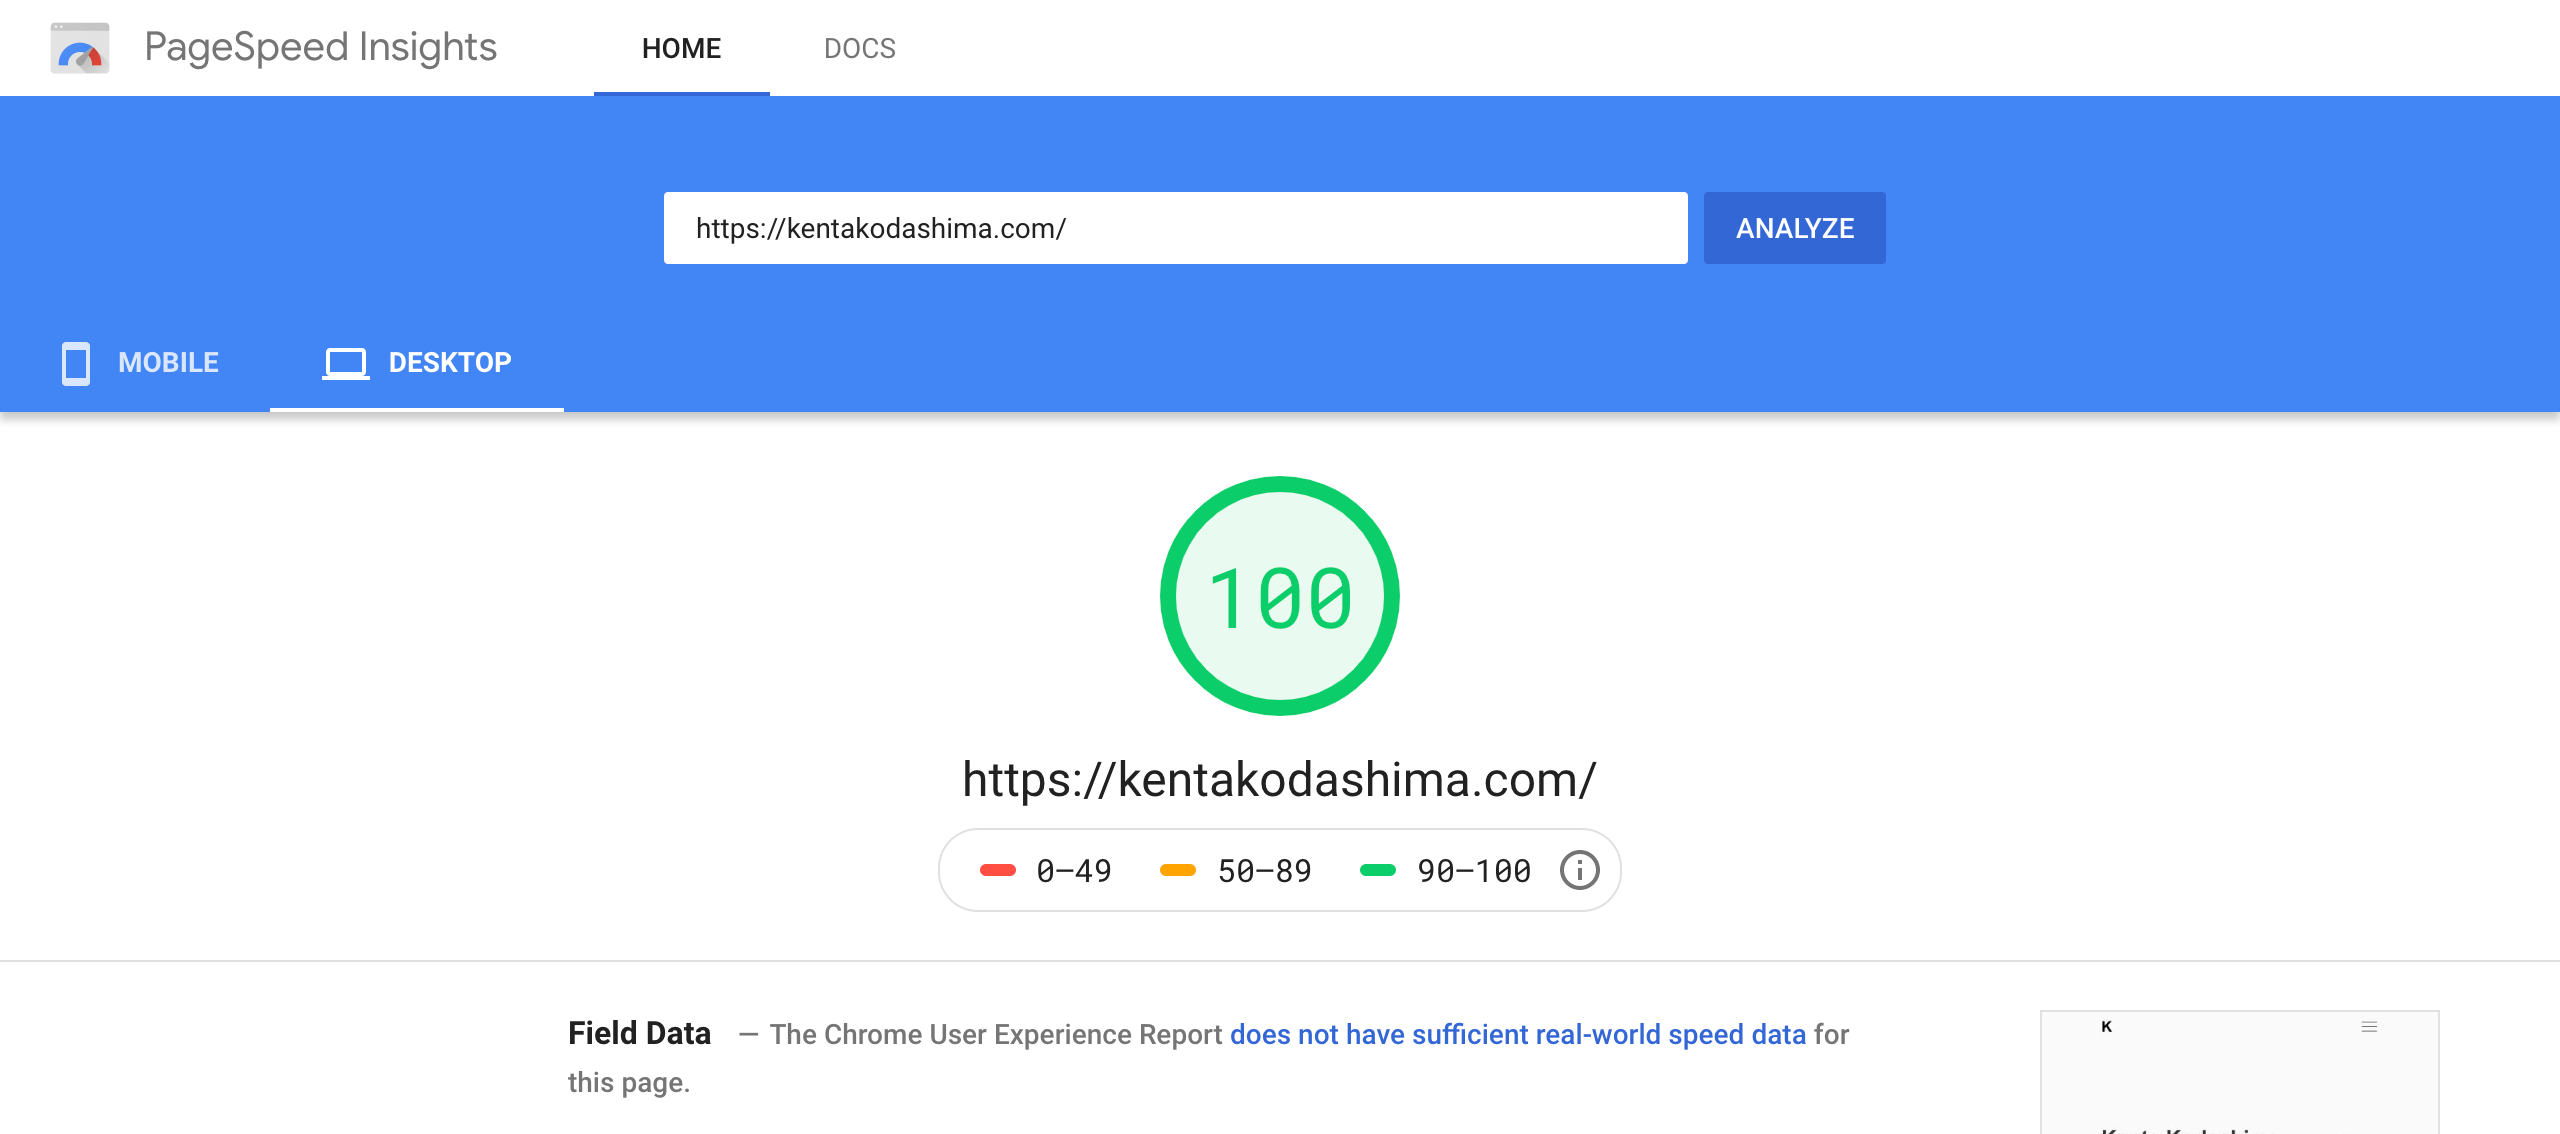 PageSpeed Insights
HOME
DOCS
https://kentakodashima.com/
ANALYZE
MOBILE
DESKTOP
100
https://kentakodashima.com/
0–49
50–89
90–100
Field Data — The Chrome User Experience Report does not have sufficient real-world speed data for
this page.
K